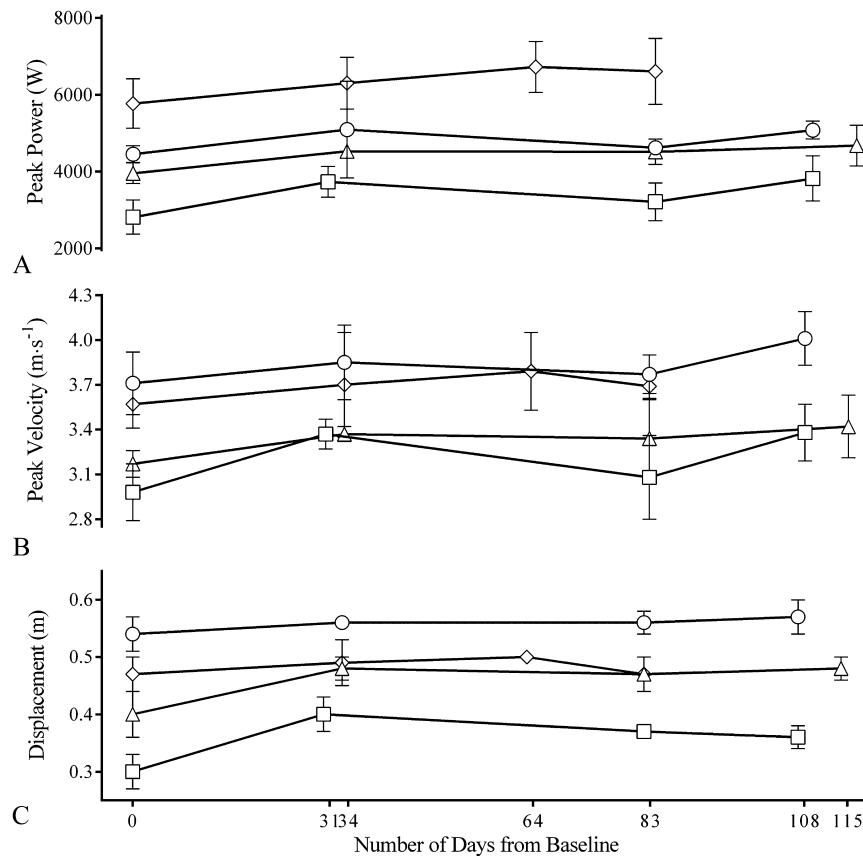 8000
6000
4000
2000
Peak Power (W)
A
4.3
4.0
3.7
3.4
3.1
2.8
Peak Velocity (m·s-1)
B
0.6
0.5
0.4
0.3
Displacement (m)
C
0 31 34 64 83 108 115
Number of Days from Baseline